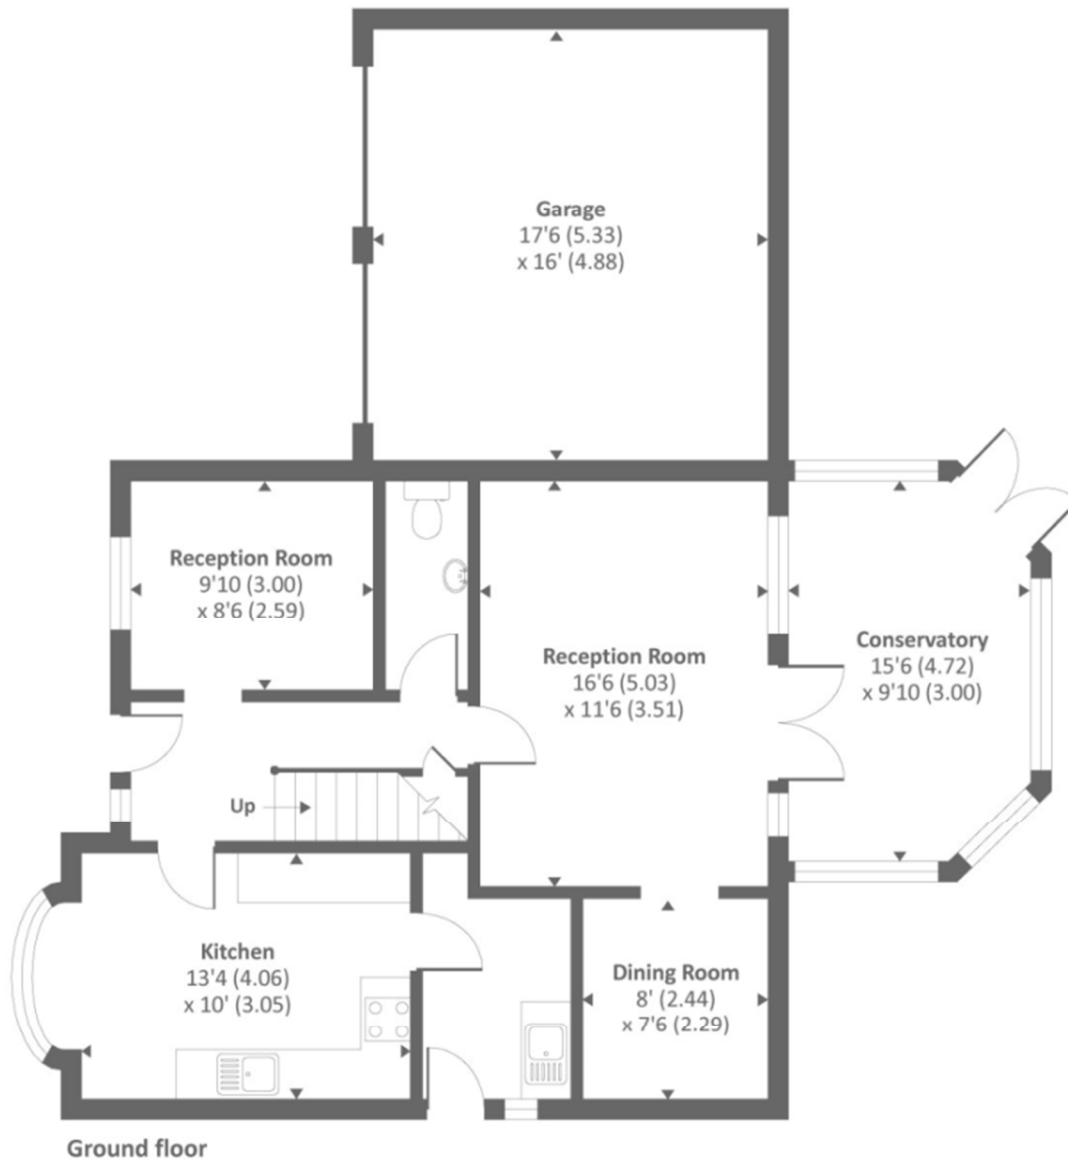 Garage
17'6 (5.33)
x 16' (4.88)
Reception Room
9'10 (3.00)
x 8'6 (2.59)
Reception Room
16'6 (5.03)
x 11'6 (3.51)
Conservatory
15'6 (4.72)
x 9'10 (3.00)
Up
Kitchen
13'4 (4.06)
x 10' (3.05)
Dining Room
8' (2.44)
x 7'6 (2.29)
Ground floor